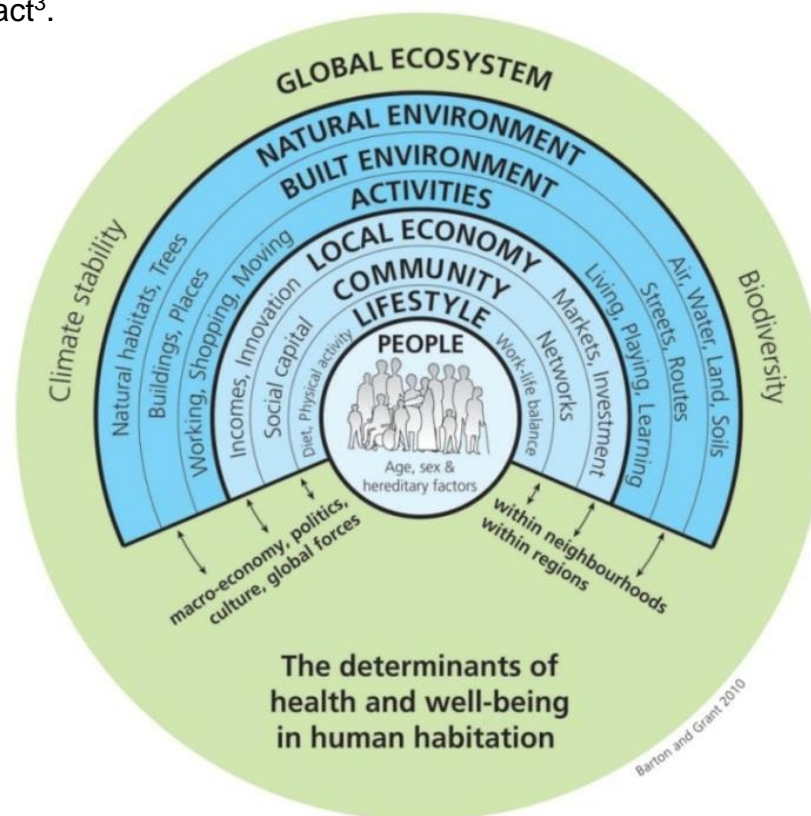 act³.
GLOBAL ECOSYSTEM
NATURAL ENVIRONMENT
BUILT ENVIRONMENT
ACTIVITIES
LOCAL ECONOMY
COMMUNITY
LIFESTYLE
PEOPLE
Age, sex &
hereditary factors
Climate stability
Natural habitats, Trees
Buildings, Places
Working, Shopping, Moving
Incomes, Innovation
Social capital
Diet, Physical activity
Work-life balance
Networks
Markets, Investment
Living, Playing, Learning
Streets, Routes
Air, Water, Land, Soils
Biodiversity
macro-economy, politics,
culture, global forces
within neighbourhoods
within regions
The determinants of
health and well-being
in human habitation
Barton and Grant 2010